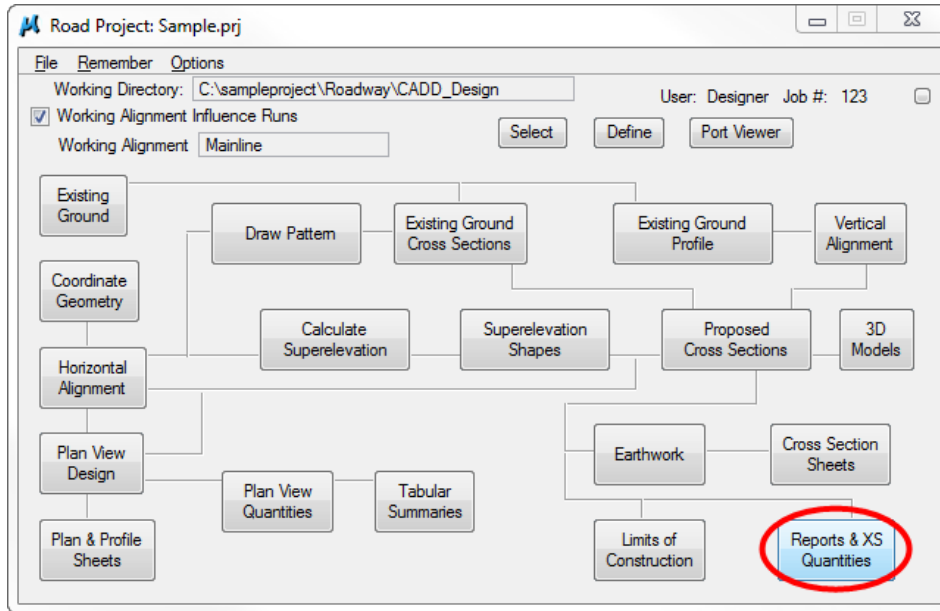 Road Project: Sample.prj
File Remember Options
Working Directory: C:\sampleproject\Roadway\CADD_Design
User: Designer Job #: 123
Working Alignment Influence Runs
Select Define Port Viewer
Working Alignment Mainline
Existing
Ground
Draw Pattern
Existing Ground
Cross Sections
Existing Ground
Profile
Vertical
Alignment
Coordinate
Geometry
Calculate
Superelevation
Superelevation
Shapes
Proposed
Cross Sections
3D
Models
Horizontal
Alignment
Plan View
Design
Earthwork
Cross Section
Sheets
Plan View
Quantities
Tabular
Summaries
Plan & Profile
Sheets
Limits of
Construction
Reports & XS
Quantities